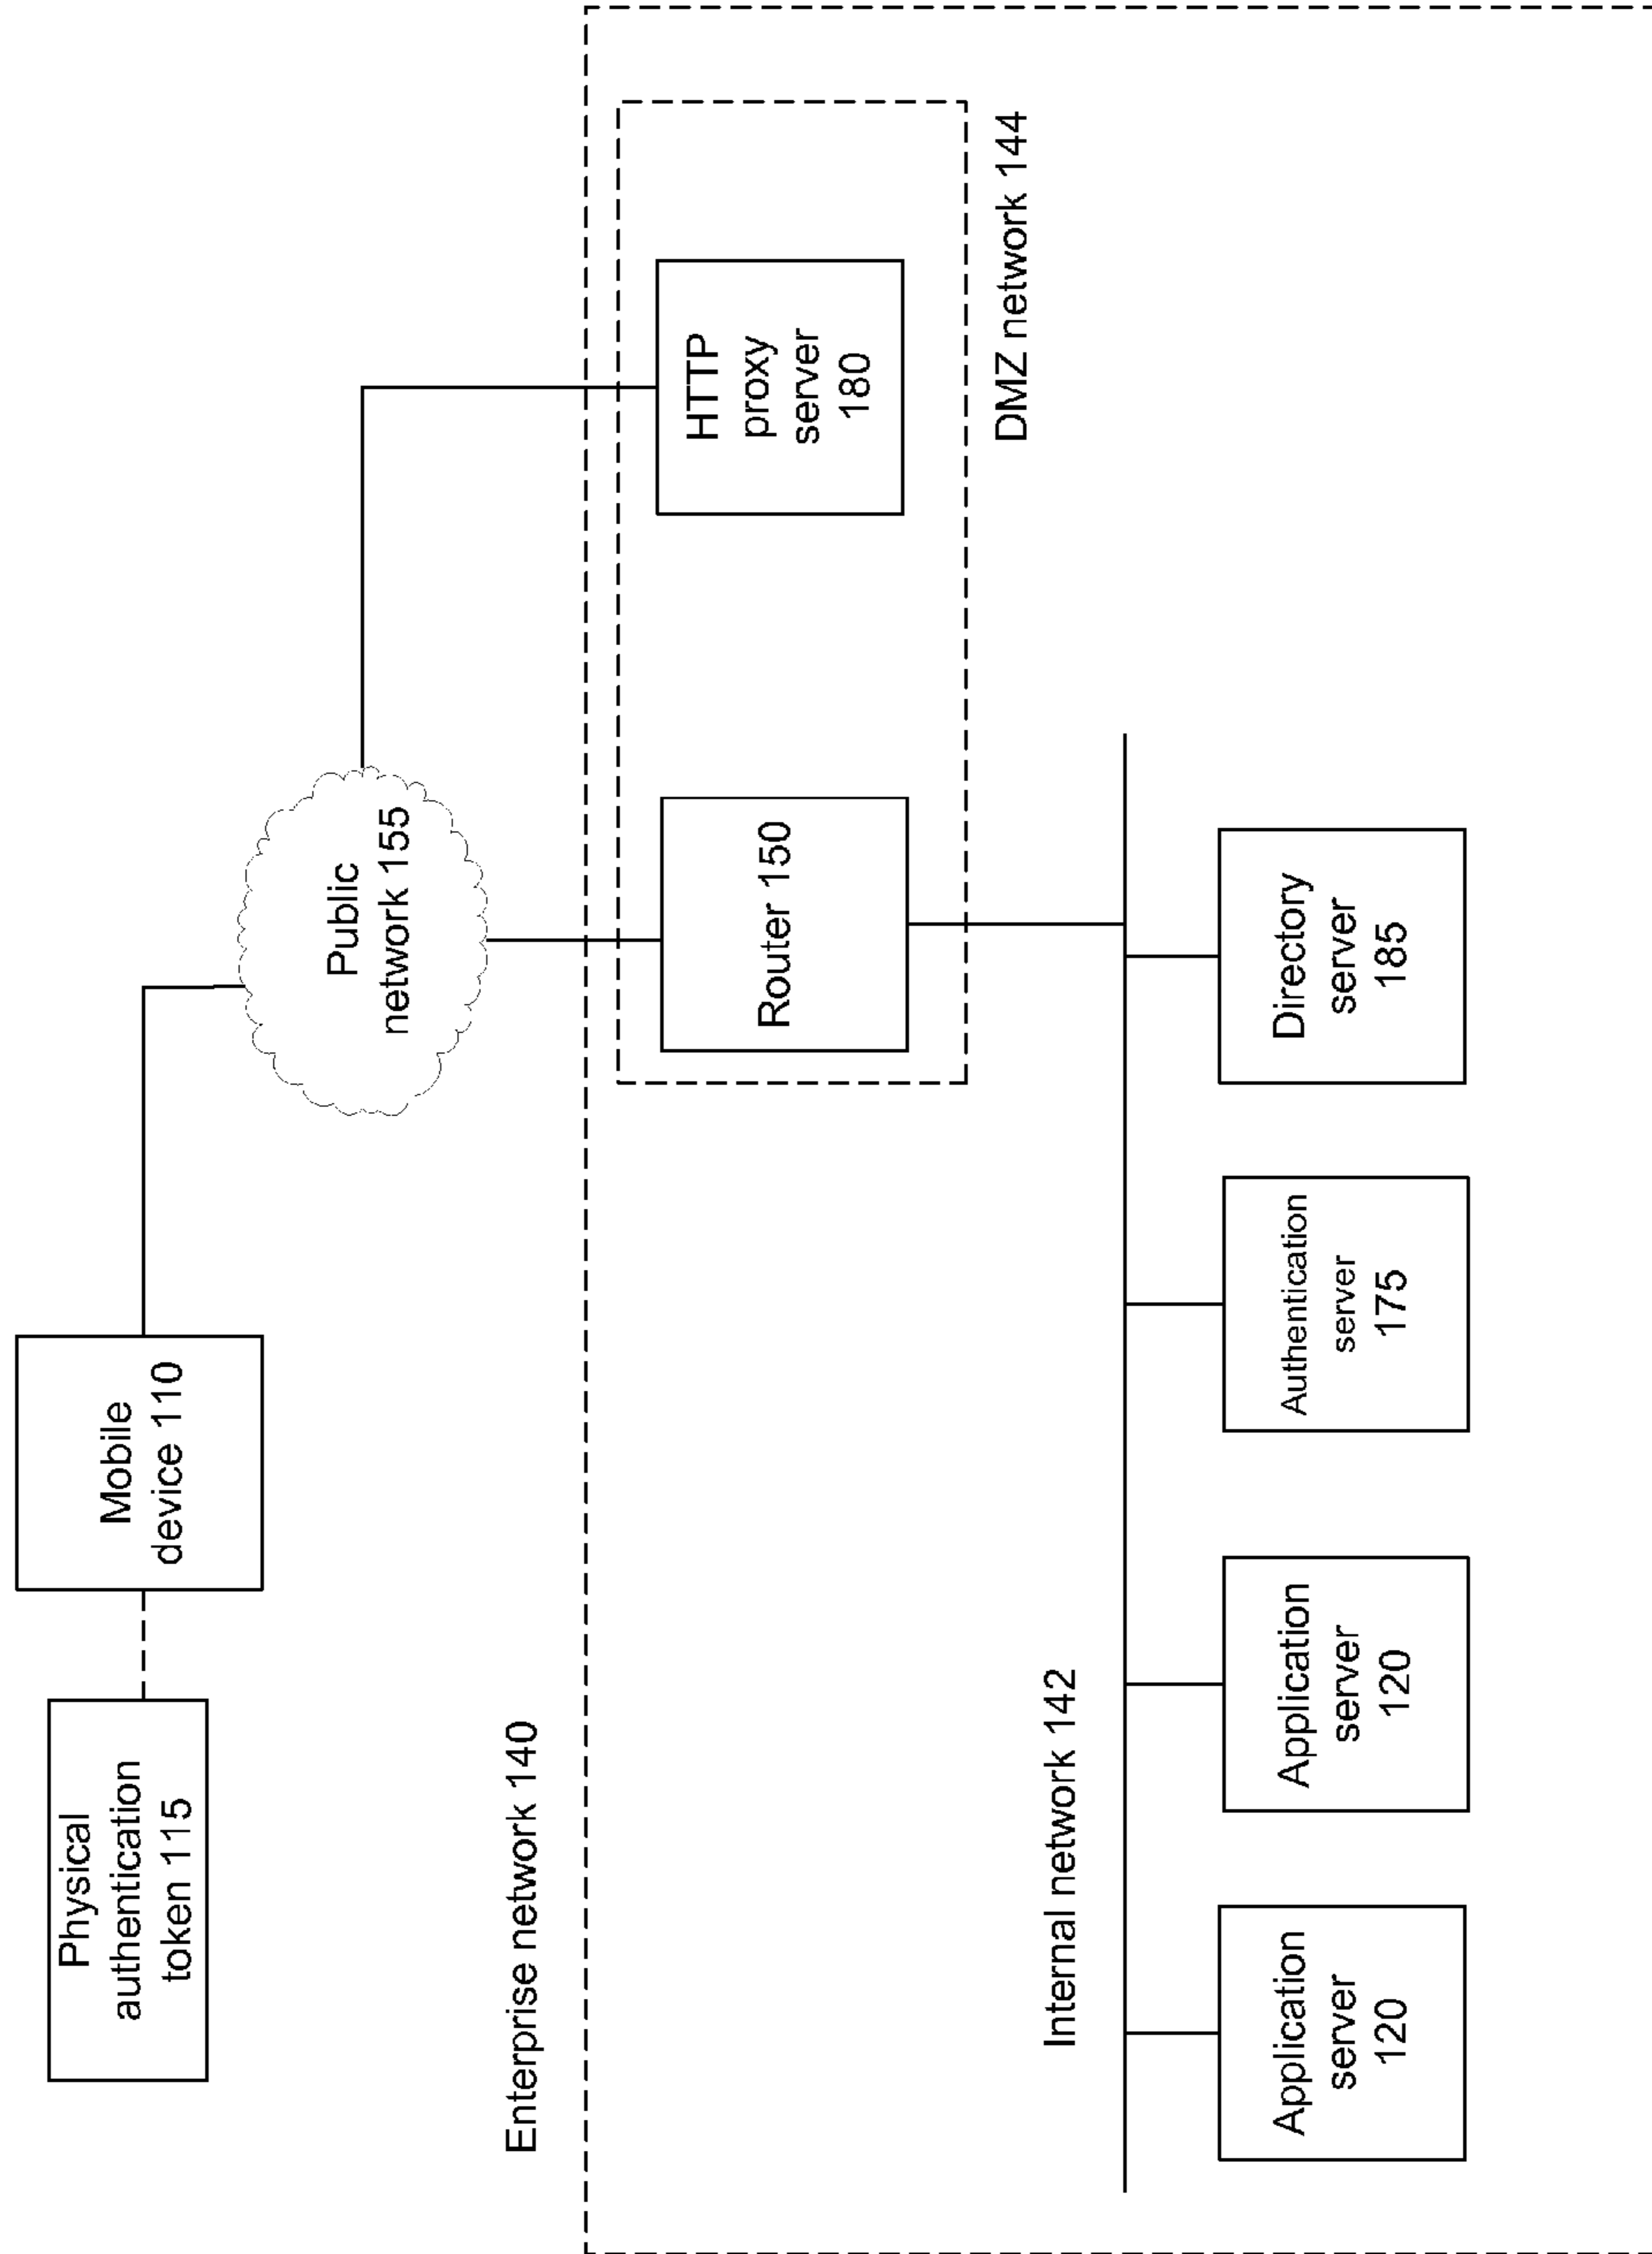 Physical
authentication
token 115
Mobile
device 110
Public
network 155
Enterprise network 140
Router 150
HTTP
proxy
server
180
DMZ network 144
Internal network 142
Application
server
120
Application
server
120
Authentication
server
175
Directory
server
185